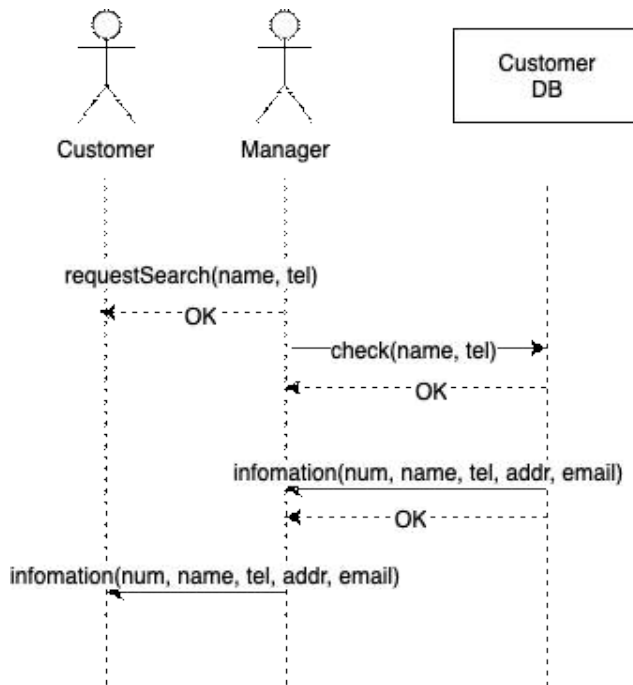 Customer
Manager
Customer
DB
requestSearch(name, tel)
OK
check(name, tel)
OK
infomation(num, name, tel, addr, email)
OK
infomation(num, name, tel, addr, email)